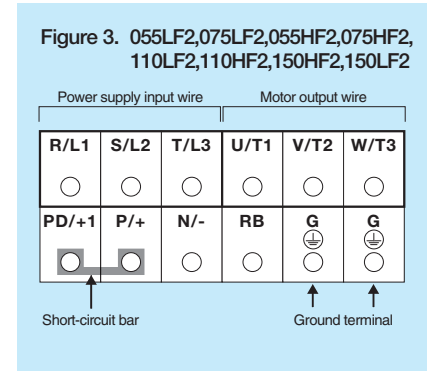 Figure 3. 055LF2,075LF2,055HF2,075HF2,
110LF2,110HF2,150HF2,150LF2
Power supply input wire Motor output wire
R/L1 S/L2 T/L3 U/T1 V/T2 W/T3
PD/+1 P/+ N/- RB G G
Short-circuit bar Ground terminal